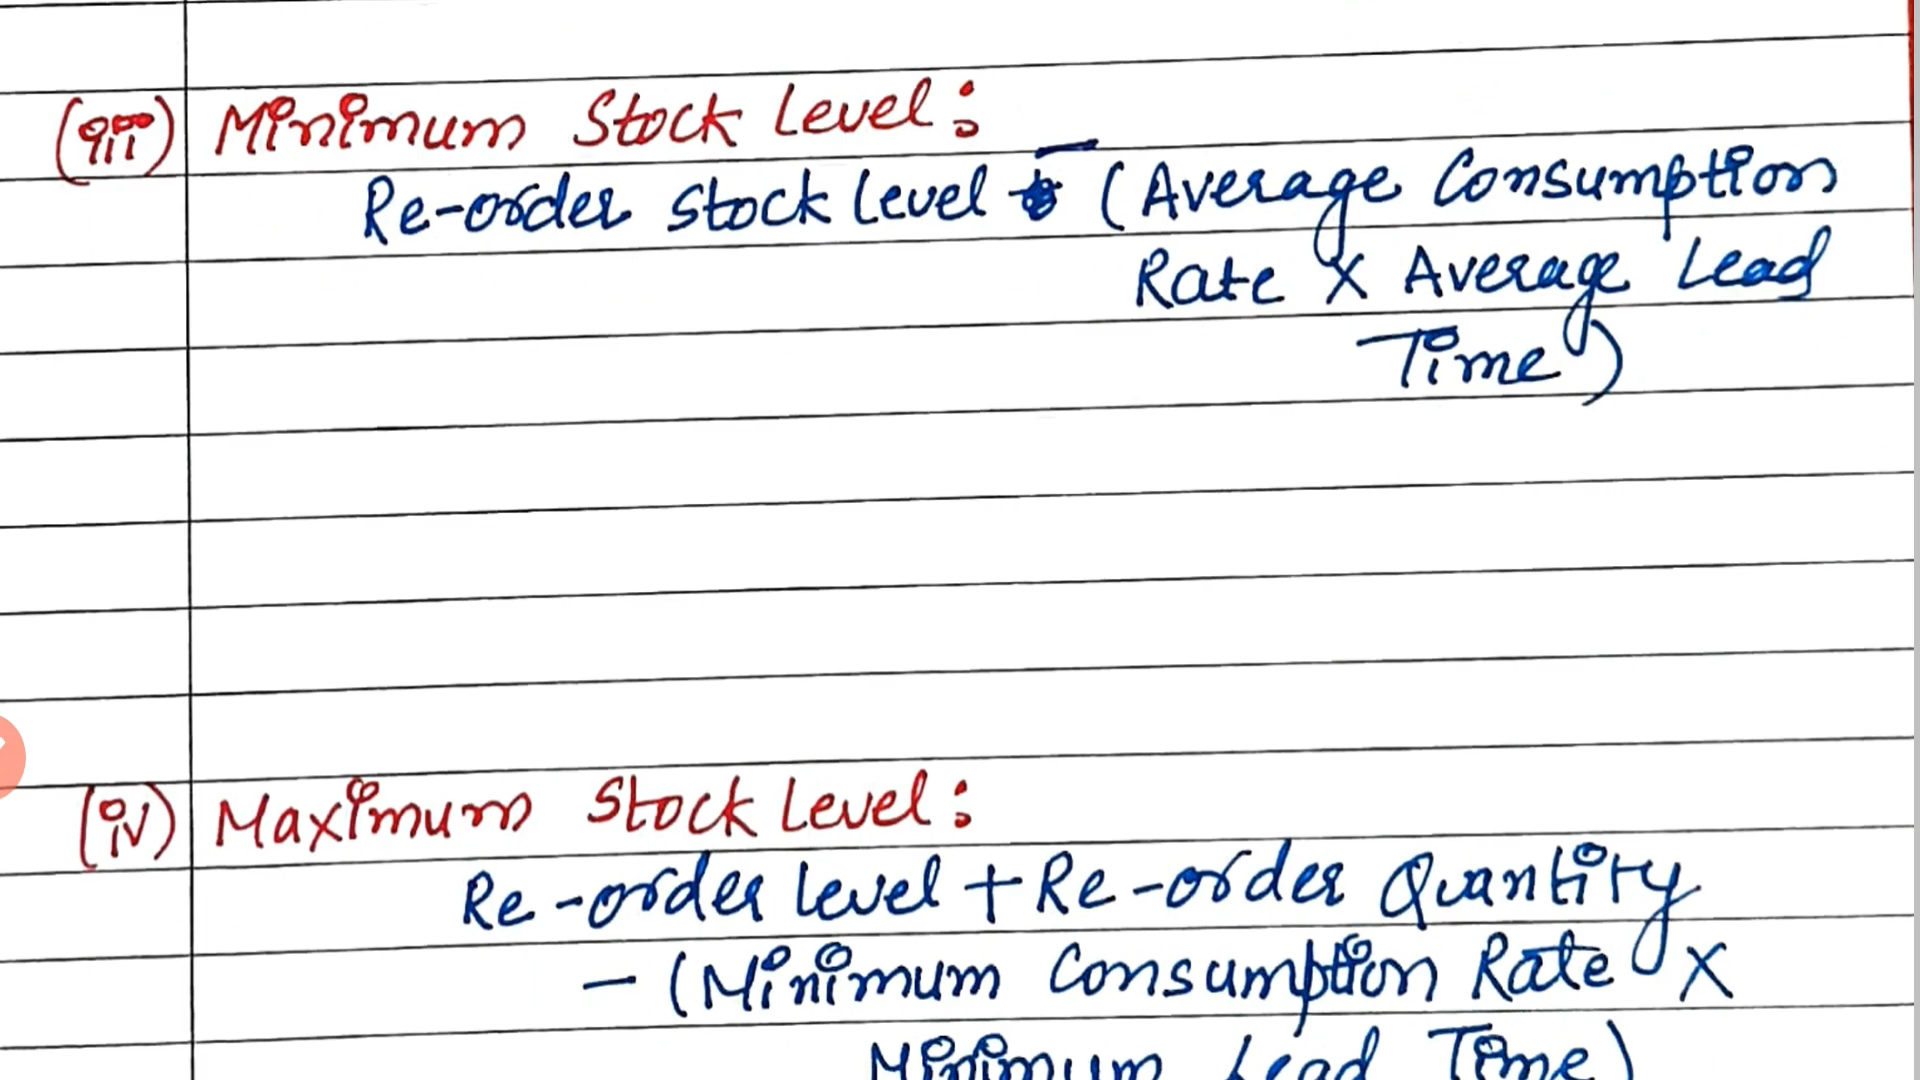 (iii) Minimum Stock Level:
Re-order stock level - (Average Consumption
Rate X Average Lead
Time)
(iv) Maximum Stock Level:
Re-order level + Re-order Quantity
- (Minimum Consumption Rate X
Minimum Lead Time)